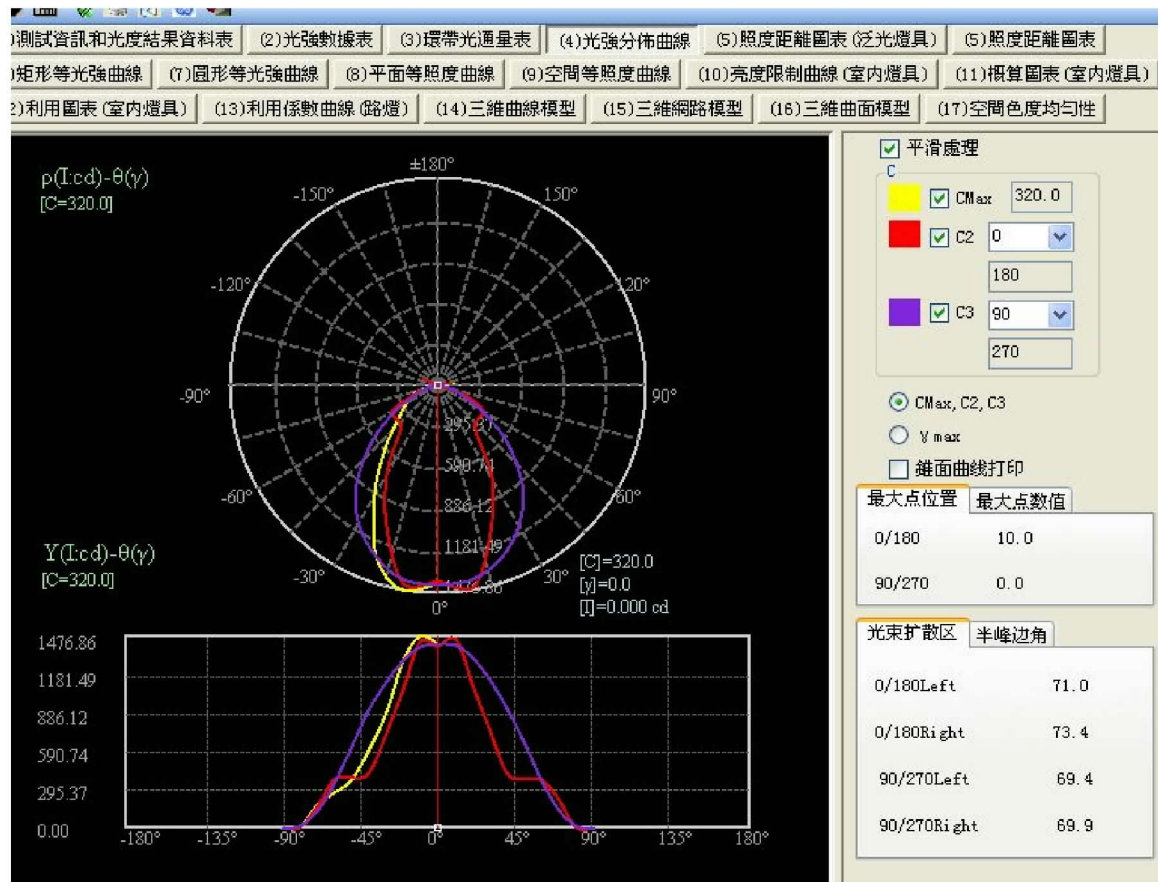 )測試資訊和光度結果資料表 (2)光強數據表 (3)環帶光通量表 (4)光強分佈曲線 (5)照度距離圖表(泛光燈具) (5)照度距離圖表
)矩形等光強曲線 (7)圓形等光強曲線 (8)平面等照度曲線 (9)空間等照度曲線 (10)亮度限制曲線(室內燈具) (11)概算圖表(室內燈具)
2)利用圖表(室內燈具) (13)利用係數曲線(路燈) (14)三維曲線模型 (15)三維網路模型 (16)三維曲面模型 (17)空間色度均勻性
ρ(I:cd)-θ(γ)
[C=320.0]
±180°
-150°
150°
-120°
120°
-90°
90°
-60°
60°
-30°
30°
0°
295.37
590.74
886.12
1181.49
1476.86
[C]=320.0
[γ]=0.0
[I]=0.000 cd
Y(I:cd)-θ(γ)
[C=320.0]
1476.86
1181.49
886.12
590.74
295.37
0.00
-180° -135° -90° -45° 0° 45° 90° 135° 180°
平滑處理
C
CMax 320.0
C2 0
180
C3 90
270
CMax, C2, C3
γmax
錐面曲线打印
最大点位置 最大点数值
0/180 10.0
90/270 0.0
光束扩散区 半峰边角
0/180Left 71.0
0/180Right 73.4
90/270Left 69.4
90/270Right 69.9